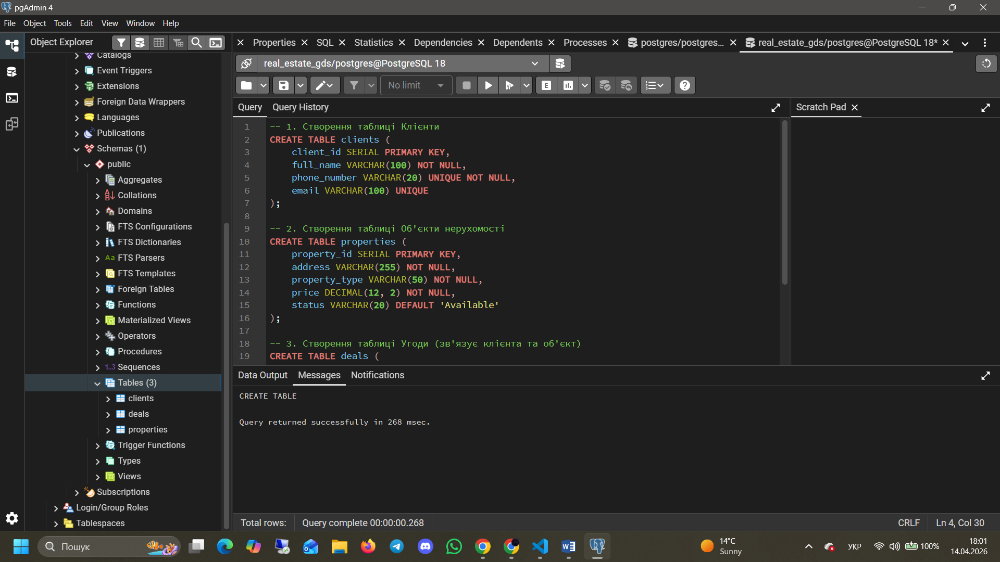 pgAdmin 4
File Object Tools Edit View Window Help
Object Explorer
Properties SQL Statistics Dependencies Dependents Processes postgres/postgres... real_estate_gds/postgres@PostgreSQL 18*
Catalogs
Event Triggers
Extensions
Foreign Data Wrappers
Languages
Publications
Schemas (1)
public
Aggregates
Collations
Domains
FTS Configurations
FTS Dictionaries
Aa FTS Parsers
FTS Templates
Foreign Tables
Functions
Materialized Views
Operators
Procedures
1..3 Sequences
Tables (3)
clients
deals
properties
Trigger Functions
Types
Views
Subscriptions
Login/Group Roles
Tablespaces
real_estate_gds/postgres@PostgreSQL 18
No limit
E
Query Query History
Scratch Pad
1 -- 1. Створення таблиці Клієнти
2 CREATE TABLE clients (
3 client_id SERIAL PRIMARY KEY,
4 full_name VARCHAR(100) NOT NULL,
5 phone_number VARCHAR(20) UNIQUE NOT NULL,
6 email VARCHAR(100) UNIQUE
7 );
8
9 -- 2. Створення таблиці Об'єкти нерухомості
10 CREATE TABLE properties (
11 property_id SERIAL PRIMARY KEY,
12 address VARCHAR(255) NOT NULL,
13 property_type VARCHAR(50) NOT NULL,
14 price DECIMAL(12, 2) NOT NULL,
15 status VARCHAR(20) DEFAULT 'Available'
16 );
17
18 -- 3. Створення таблиці Угоди (зв'язує клієнта та об'єкт)
19 CREATE TABLE deals (
Data Output Messages Notifications
CREATE TABLE
Query returned successfully in 268 msec.
Total rows: Query complete 00:00:00.268
CRLF Ln 4, Col 30
Пошук
14°C
Sunny
УКР
100%
18:01
14.04.2026